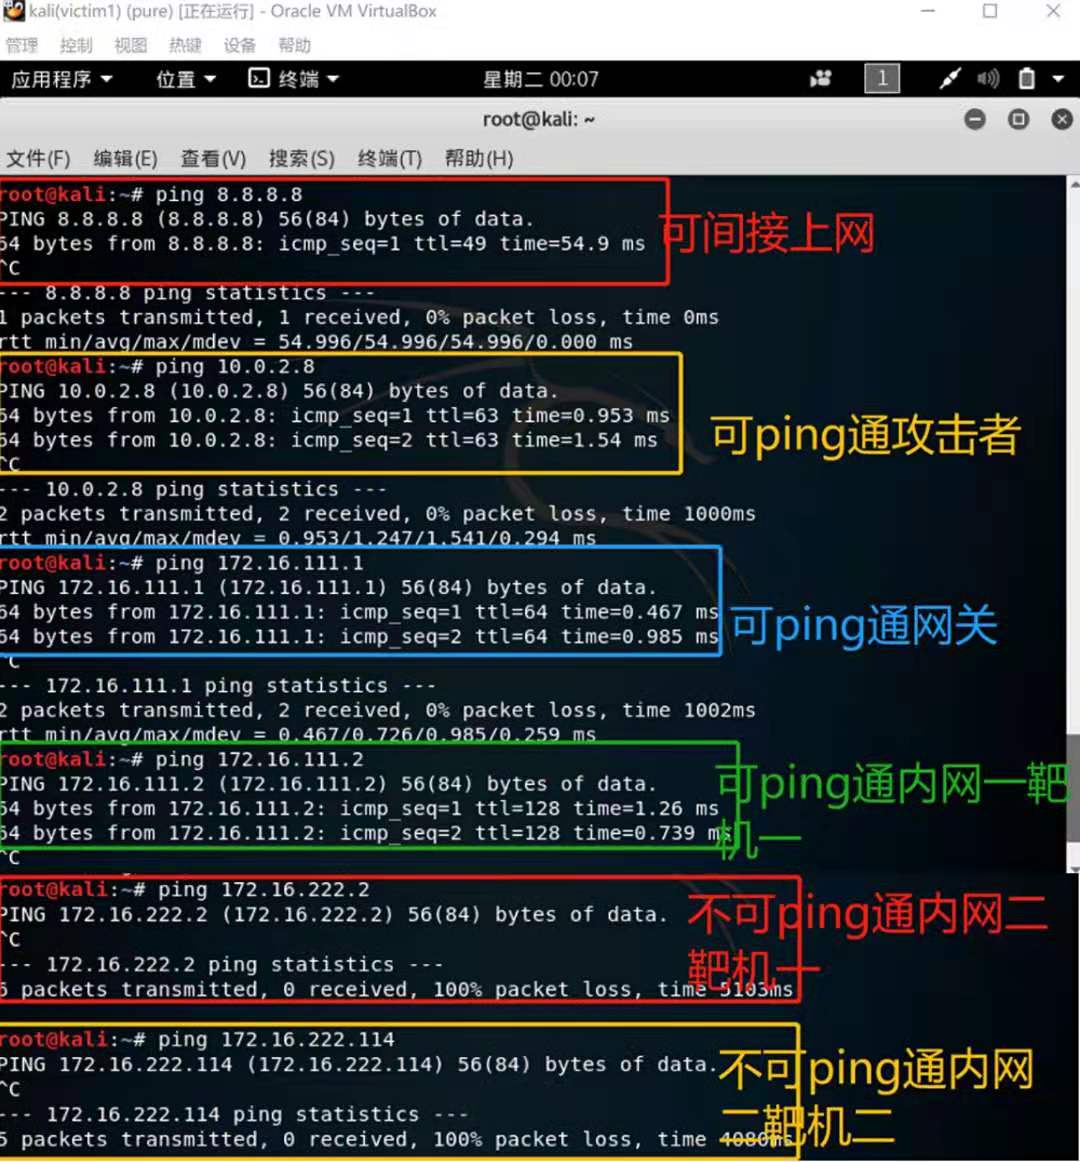 kali(victim1) (pure) [正在运行] - Oracle VM VirtualBox
管理 控制 视图 热键 设备 帮助
应用程序 位置 终端 星期二 00:07 1
root@kali: ~
文件(F) 编辑(E) 查看(V) 搜索(S) 终端(T) 帮助(H)
root@kali:~# ping 8.8.8.8
PING 8.8.8.8 (8.8.8.8) 56(84) bytes of data.
64 bytes from 8.8.8.8: icmp_seq=1 ttl=49 time=54.9 ms
可间接上网
^C
--- 8.8.8.8 ping statistics ---
1 packets transmitted, 1 received, 0% packet loss, time 0ms
rtt min/avg/max/mdev = 54.996/54.996/54.996/0.000 ms
root@kali:~# ping 10.0.2.8
PING 10.0.2.8 (10.0.2.8) 56(84) bytes of data.
64 bytes from 10.0.2.8: icmp_seq=1 ttl=63 time=0.953 ms
64 bytes from 10.0.2.8: icmp_seq=2 ttl=63 time=1.54 ms
可ping通攻击者
^C
--- 10.0.2.8 ping statistics ---
2 packets transmitted, 2 received, 0% packet loss, time 1000ms
rtt min/avg/max/mdev = 0.953/1.247/1.541/0.294 ms
root@kali:~# ping 172.16.111.1
PING 172.16.111.1 (172.16.111.1) 56(84) bytes of data.
64 bytes from 172.16.111.1: icmp_seq=1 ttl=64 time=0.467 ms
64 bytes from 172.16.111.1: icmp_seq=2 ttl=64 time=0.985 ms
可ping通网关
^C
--- 172.16.111.1 ping statistics ---
2 packets transmitted, 2 received, 0% packet loss, time 1002ms
rtt min/avg/max/mdev = 0.467/0.726/0.985/0.259 ms
root@kali:~# ping 172.16.111.2
PING 172.16.111.2 (172.16.111.2) 56(84) bytes of data.
64 bytes from 172.16.111.2: icmp_seq=1 ttl=128 time=1.26 ms
64 bytes from 172.16.111.2: icmp_seq=2 ttl=128 time=0.739 ms
可ping通内网一靶
机一
^C
root@kali:~# ping 172.16.222.2
PING 172.16.222.2 (172.16.222.2) 56(84) bytes of data.
^C
不可ping通内网二
靶机一
--- 172.16.222.2 ping statistics ---
6 packets transmitted, 0 received, 100% packet loss, time 5103ms
root@kali:~# ping 172.16.222.114
PING 172.16.222.114 (172.16.222.114) 56(84) bytes of data.
^C
不可ping通内网
二靶机二
--- 172.16.222.114 ping statistics ---
5 packets transmitted, 0 received, 100% packet loss, time 4080ms